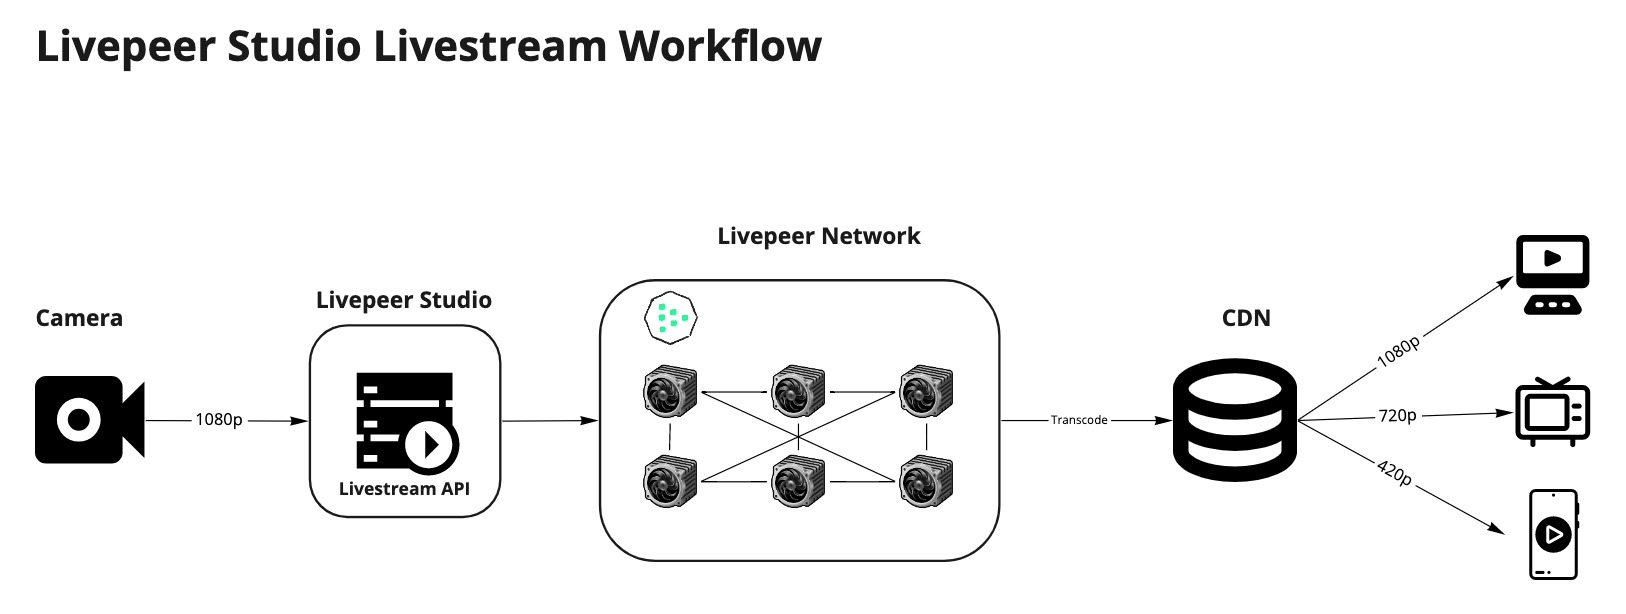 Livepeer Studio Livestream Workflow
Livepeer Network
Livepeer Studio
Camera
CDN
1080p
Livestream API
Transcode
1080p
720p
420p